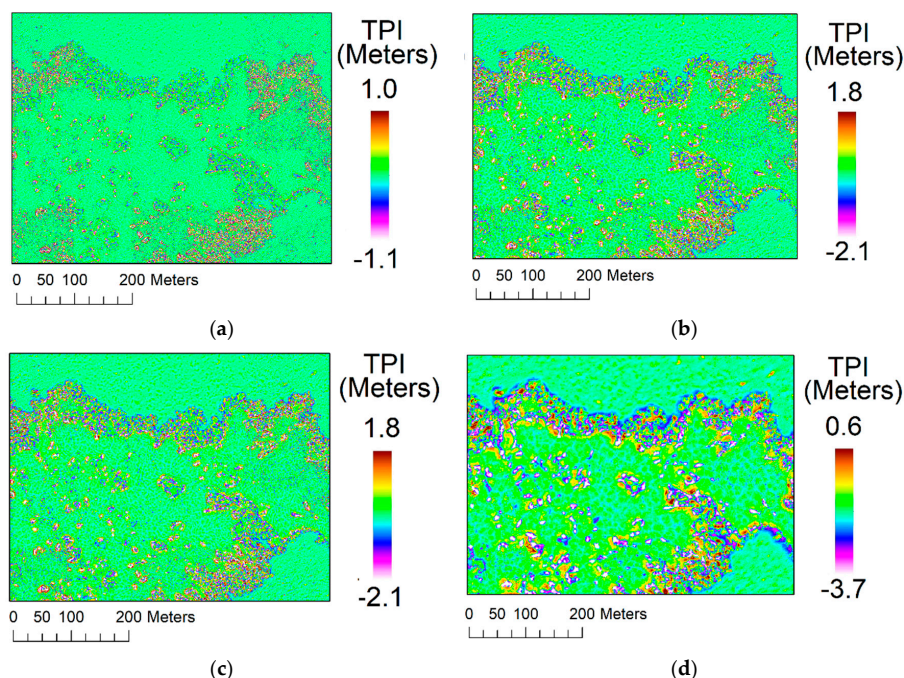 TPI
(Meters)
1.0
-1.1
0 50 100 200 Meters
(a)
TPI
(Meters)
1.8
-2.1
0 50 100 200 Meters
(b)
TPI
(Meters)
1.8
-2.1
0 50 100 200 Meters
(c)
TPI
(Meters)
0.6
-3.7
0 50 100 200 Meters
(d)